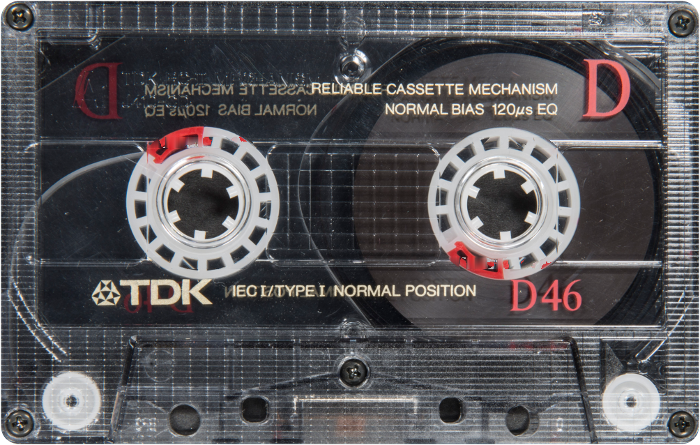 D
RELIABLE CASSETTE MECHANISM
NORMAL BIAS 120μs EQ
TDK IEC I/TYPE I NORMAL POSITION
D46